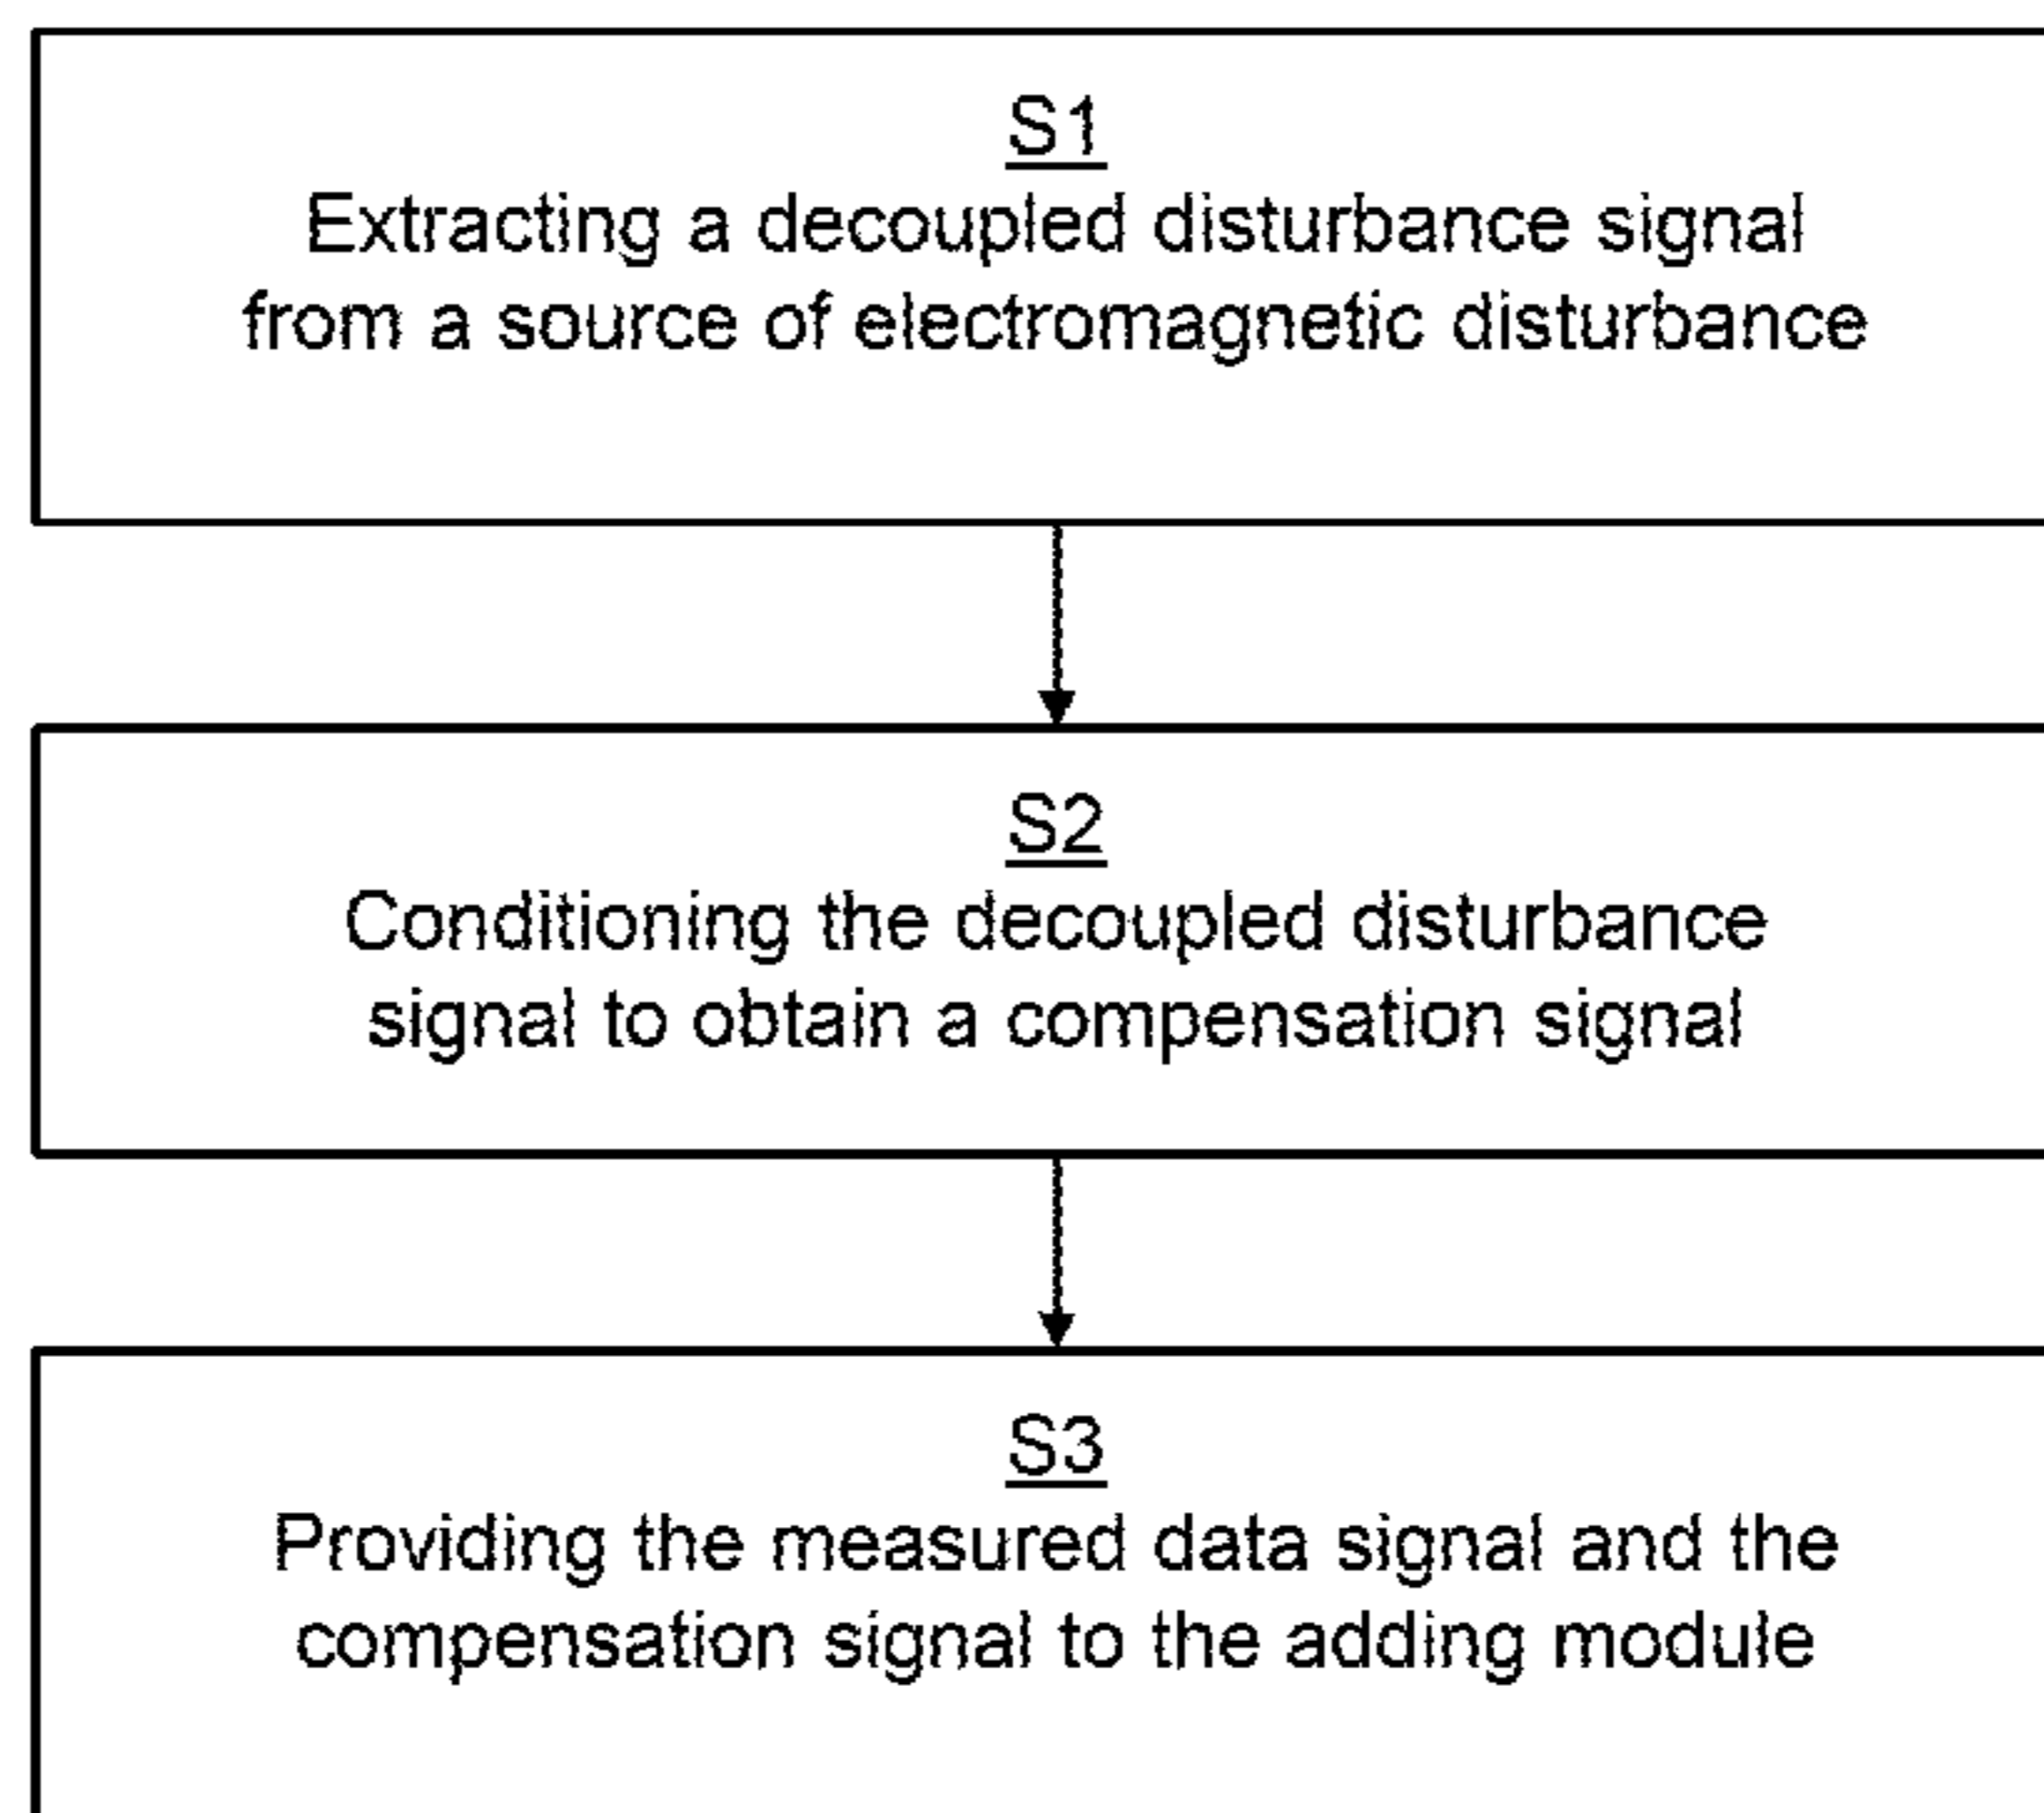 S1
Extracting a decoupled disturbance signal
from a source of electromagnetic disturbance
S2
Conditioning the decoupled disturbance
signal to obtain a compensation signal
S3
Providing the measured data signal and the
compensation signal to the adding module